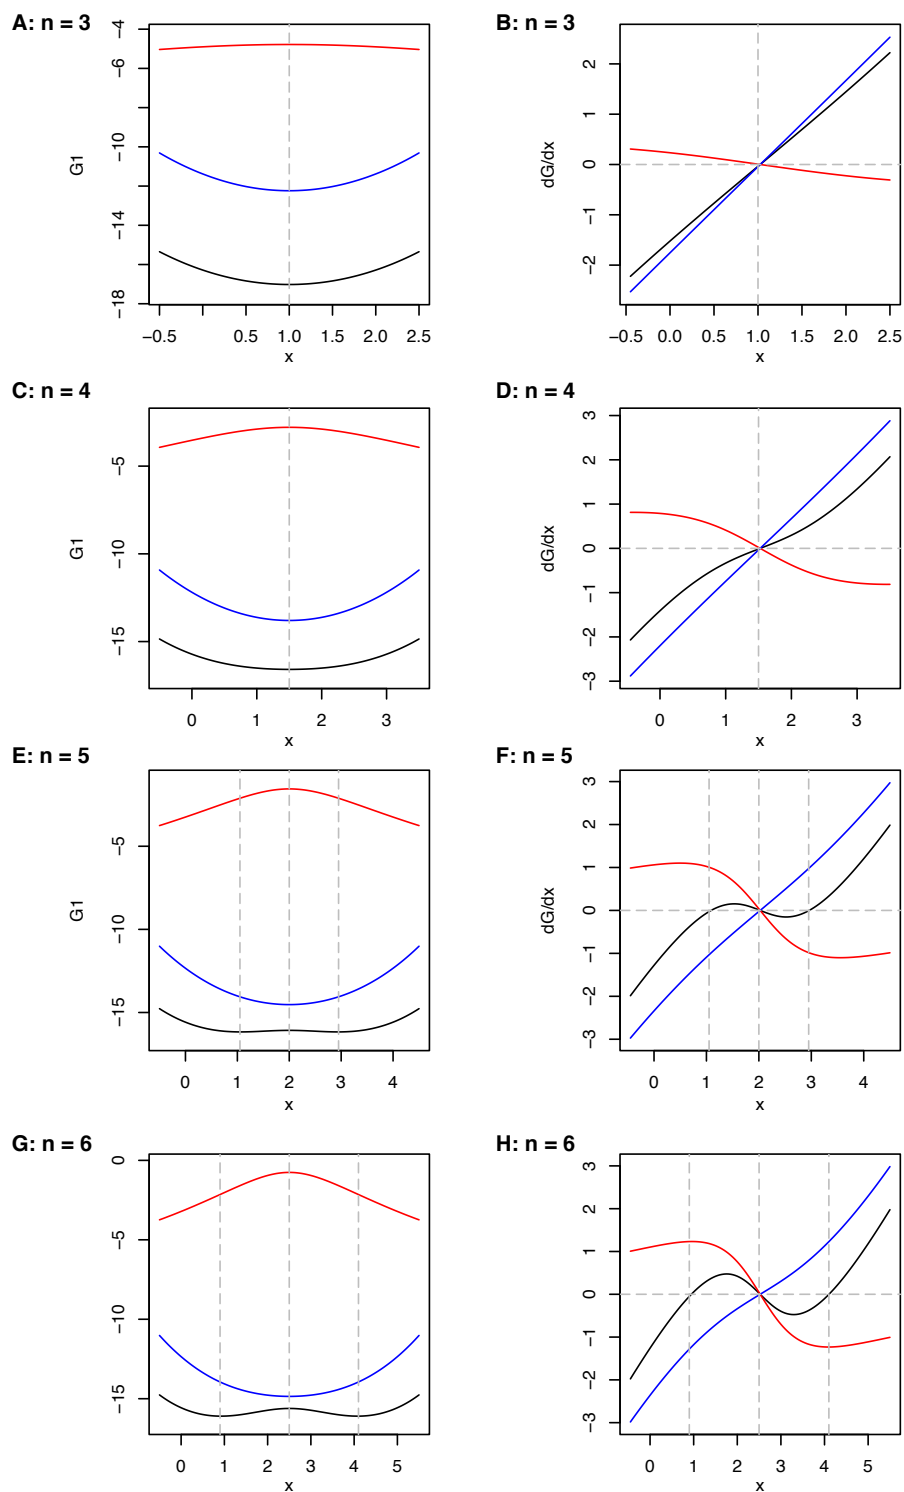 A: n = 3
G1
−4
−6
−10
−14
−18
−0.5 0.5 1.0 1.5 2.0 2.5
x
B: n = 3
dG/dx
2
1
0
−1
−2
−0.5 0.0 0.5 1.0 1.5 2.0 2.5
x
C: n = 4
G1
−5
−10
−15
0 1 2 3
x
D: n = 4
dG/dx
3
2
1
0
−1
−2
−3
0 1 2 3
x
E: n = 5
G1
−5
−10
−15
0 1 2 3 4
x
F: n = 5
dG/dx
3
2
1
0
−1
−2
−3
0 1 2 3 4
x
G: n = 6
G1
0
−5
−10
−15
0 1 2 3 4 5
x
H: n = 6
dG/dx
3
2
1
0
−1
−2
−3
0 1 2 3 4 5
x